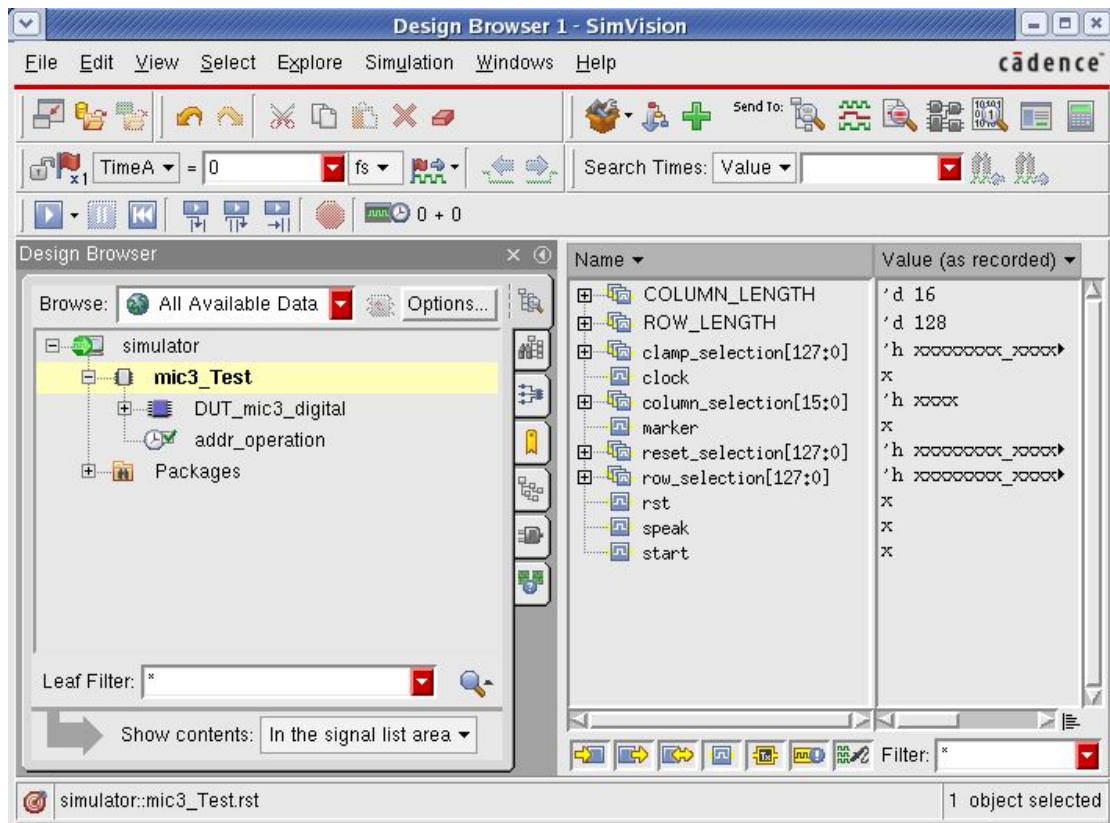 Design Browser 1 - SimVision
File Edit View Select Explore Simulation Windows Help cādence
Send To:
TimeA = 0 fs Search Times: Value
0 + 0
Design Browser
Name Value (as recorded)
Browse: All Available Data Options...
COLUMN_LENGTH 'd 16
ROW_LENGTH 'd 128
simulator
clamp_selection[127:0] 'h xxxxxxxx_xxxx
mic3_Test
clock x
DUT_mic3_digital
column_selection[15:0] 'h xxxx
addr_operation
marker x
reset_selection[127:0] 'h xxxxxxxx_xxxx
Packages
row_selection[127:0] 'h xxxxxxxx_xxxx
rst x
speak x
start x
Leaf Filter: *
Show contents: In the signal list area
Filter: *
simulator::mic3_Test.rst 1 object selected